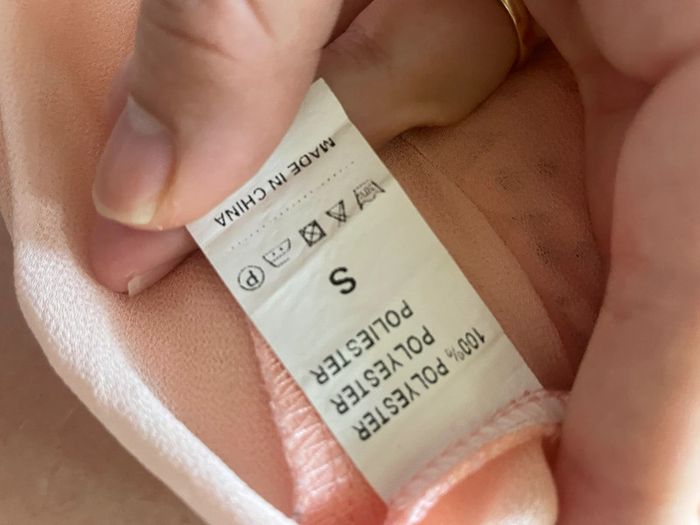 100% POLYESTER
POLYESTER
POLIESTER
S
P
MADE IN CHINA